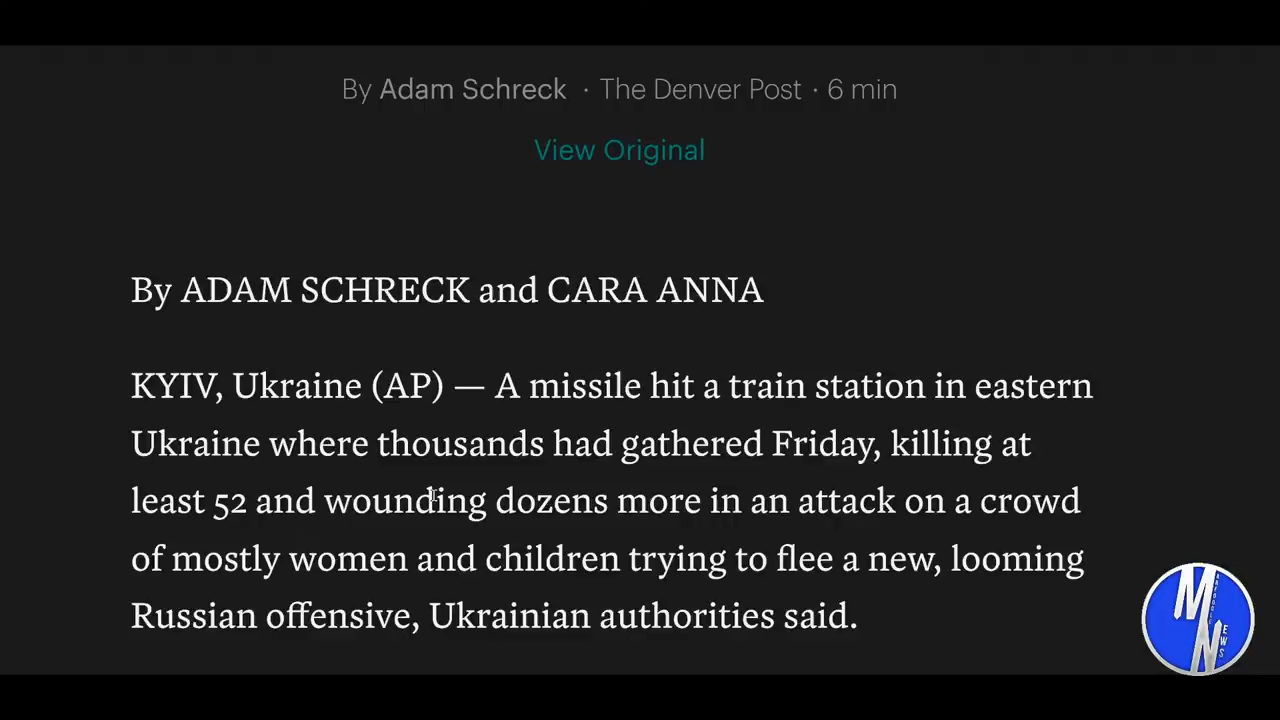 By Adam Schreck · The Denver Post · 6 min
View Original
By ADAM SCHRECK and CARA ANNA
KYIV, Ukraine (AP) — A missile hit a train station in eastern
Ukraine where thousands had gathered Friday, killing at
least 52 and wounding dozens more in an attack on a crowd
of mostly women and children trying to flee a new, looming
Russian offensive, Ukrainian authorities said.
MN
EWS